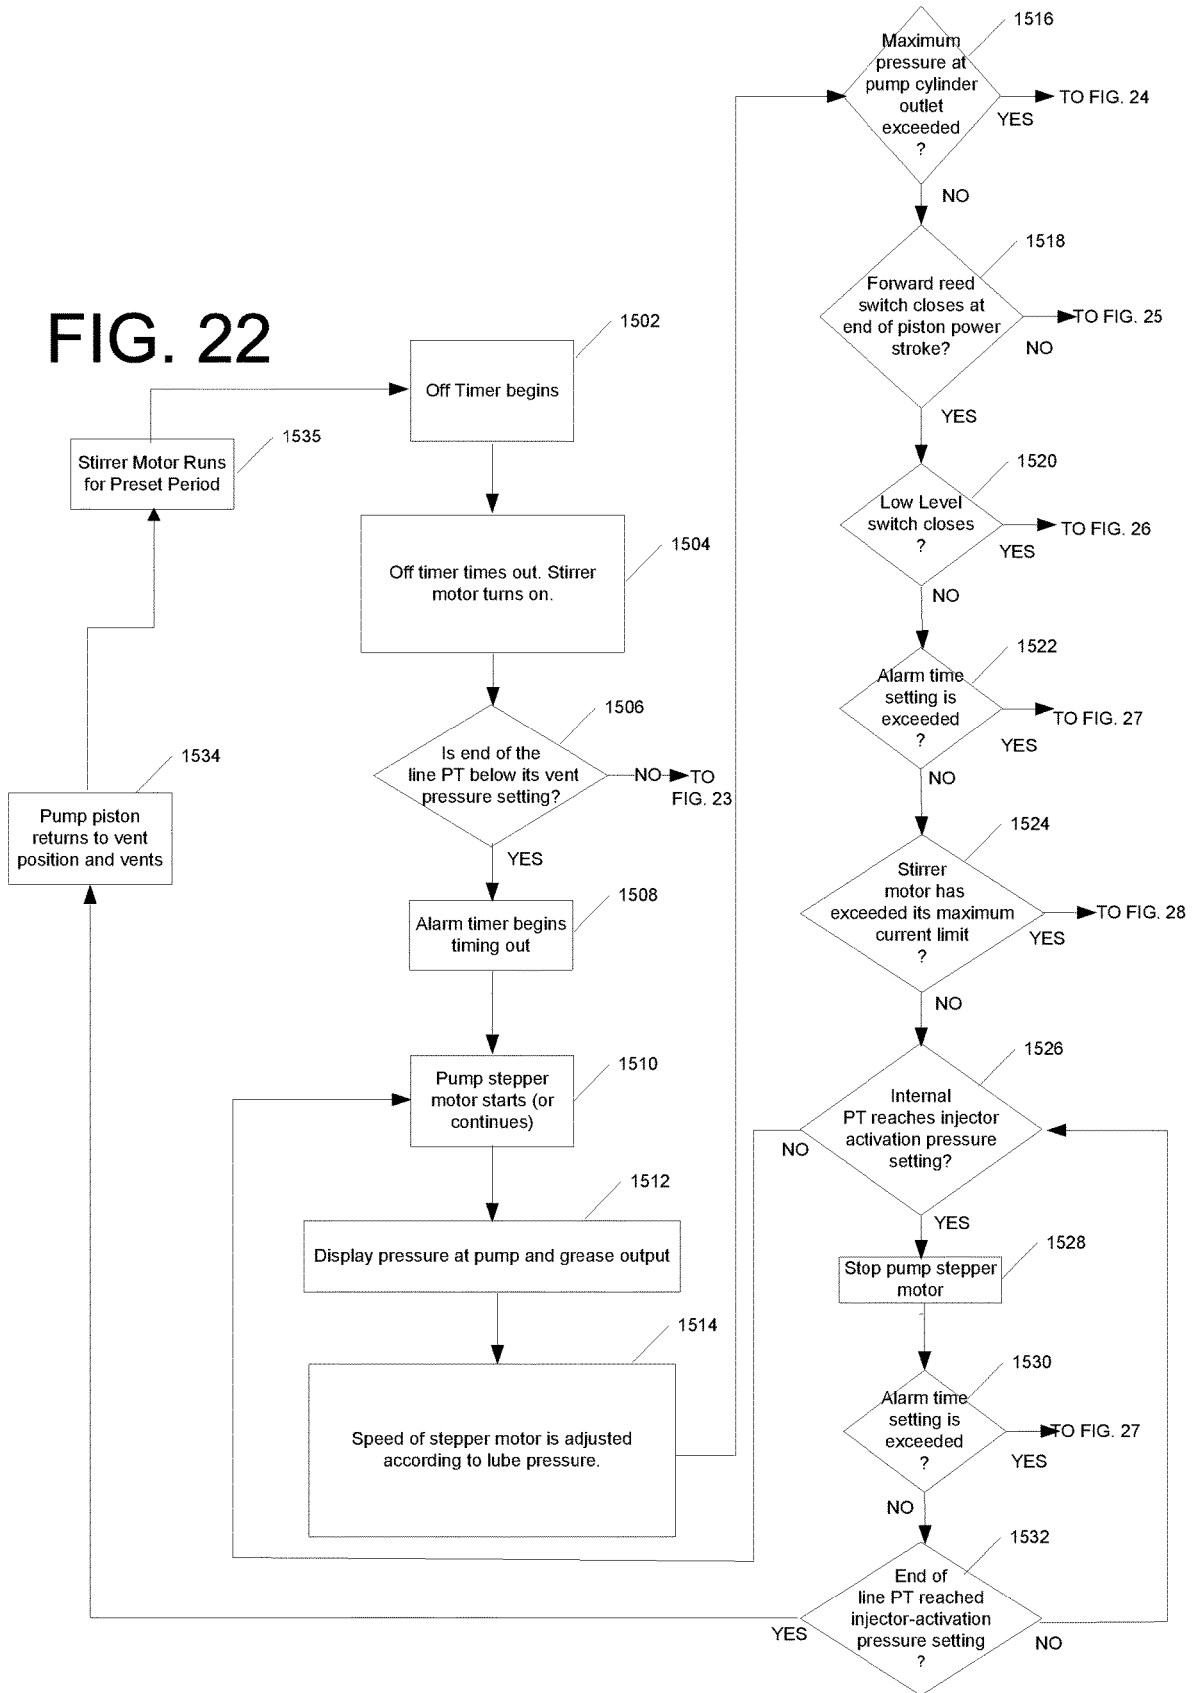 FIG. 22
1502
Off Timer begins
1504
Off timer times out. Stirrer
motor turns on.
1506
Is end of the
line PT below its vent
pressure setting?
NO
TO
FIG. 23
YES
1508
Alarm timer begins
timing out
1510
Pump stepper
motor starts (or
continues)
1512
Display pressure at pump and grease output
1514
Speed of stepper motor is adjusted
according to lube pressure.
1516
Maximum
pressure at
pump cylinder
outlet
exceeded
?
YES
TO FIG. 24
NO
1518
Forward reed
switch closes at
end of piston power
stroke?
TO FIG. 25
NO
YES
1520
Low Level
switch closes
?
TO FIG. 26
YES
NO
1522
Alarm time
setting is
exceeded
?
TO FIG. 27
YES
NO
1524
Stirrer
motor has
exceeded its maximum
current limit
?
TO FIG. 28
YES
NO
1526
Internal
PT reaches injector
activation pressure
setting?
NO
YES
1528
Stop pump stepper
motor
1530
Alarm time
setting is
exceeded
?
TO FIG. 27
YES
NO
1532
End of
line PT reached
injector-activation
pressure setting
?
YES
NO
1534
Pump piston
returns to vent
position and vents
1535
Stirrer Motor Runs
for Preset Period